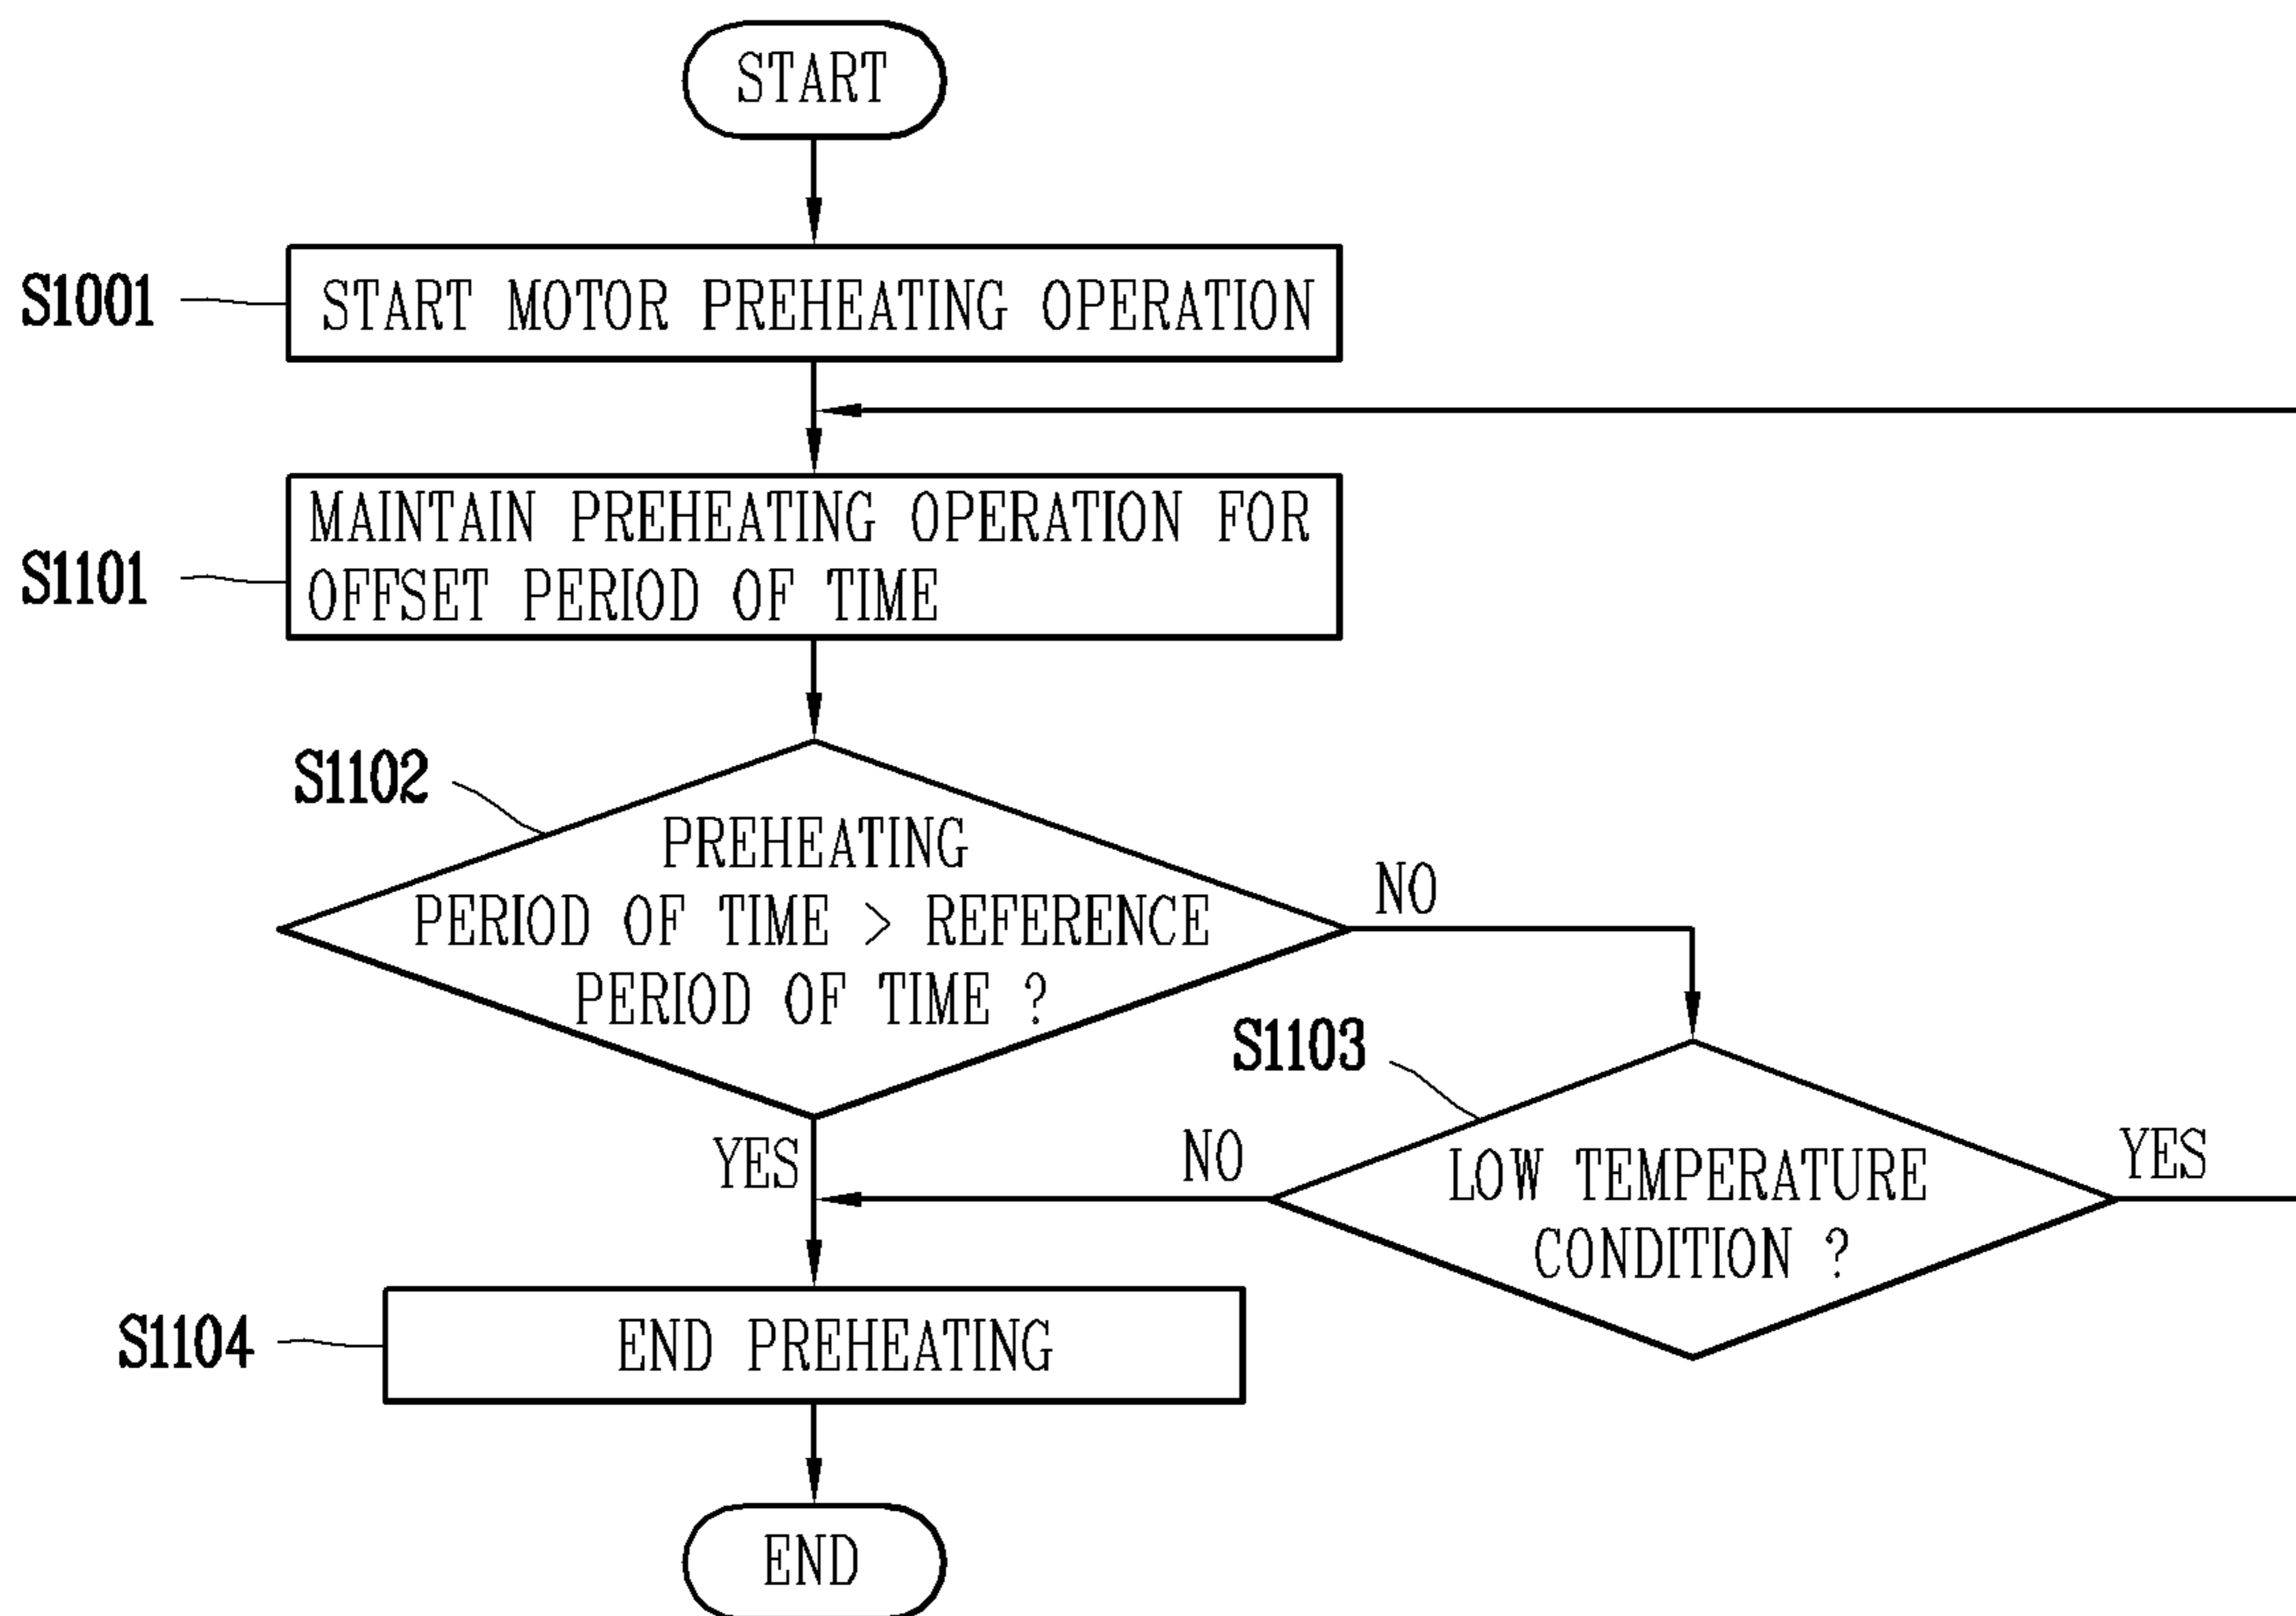 START
S1001
START MOTOR PREHEATING OPERATION
S1101
MAINTAIN PREHEATING OPERATION FOR
OFFSET PERIOD OF TIME
S1102
PREHEATING
PERIOD OF TIME > REFERENCE
PERIOD OF TIME ?
NO
S1103
YES
NO
LOW TEMPERATURE
CONDITION ?
YES
S1104
END PREHEATING
END